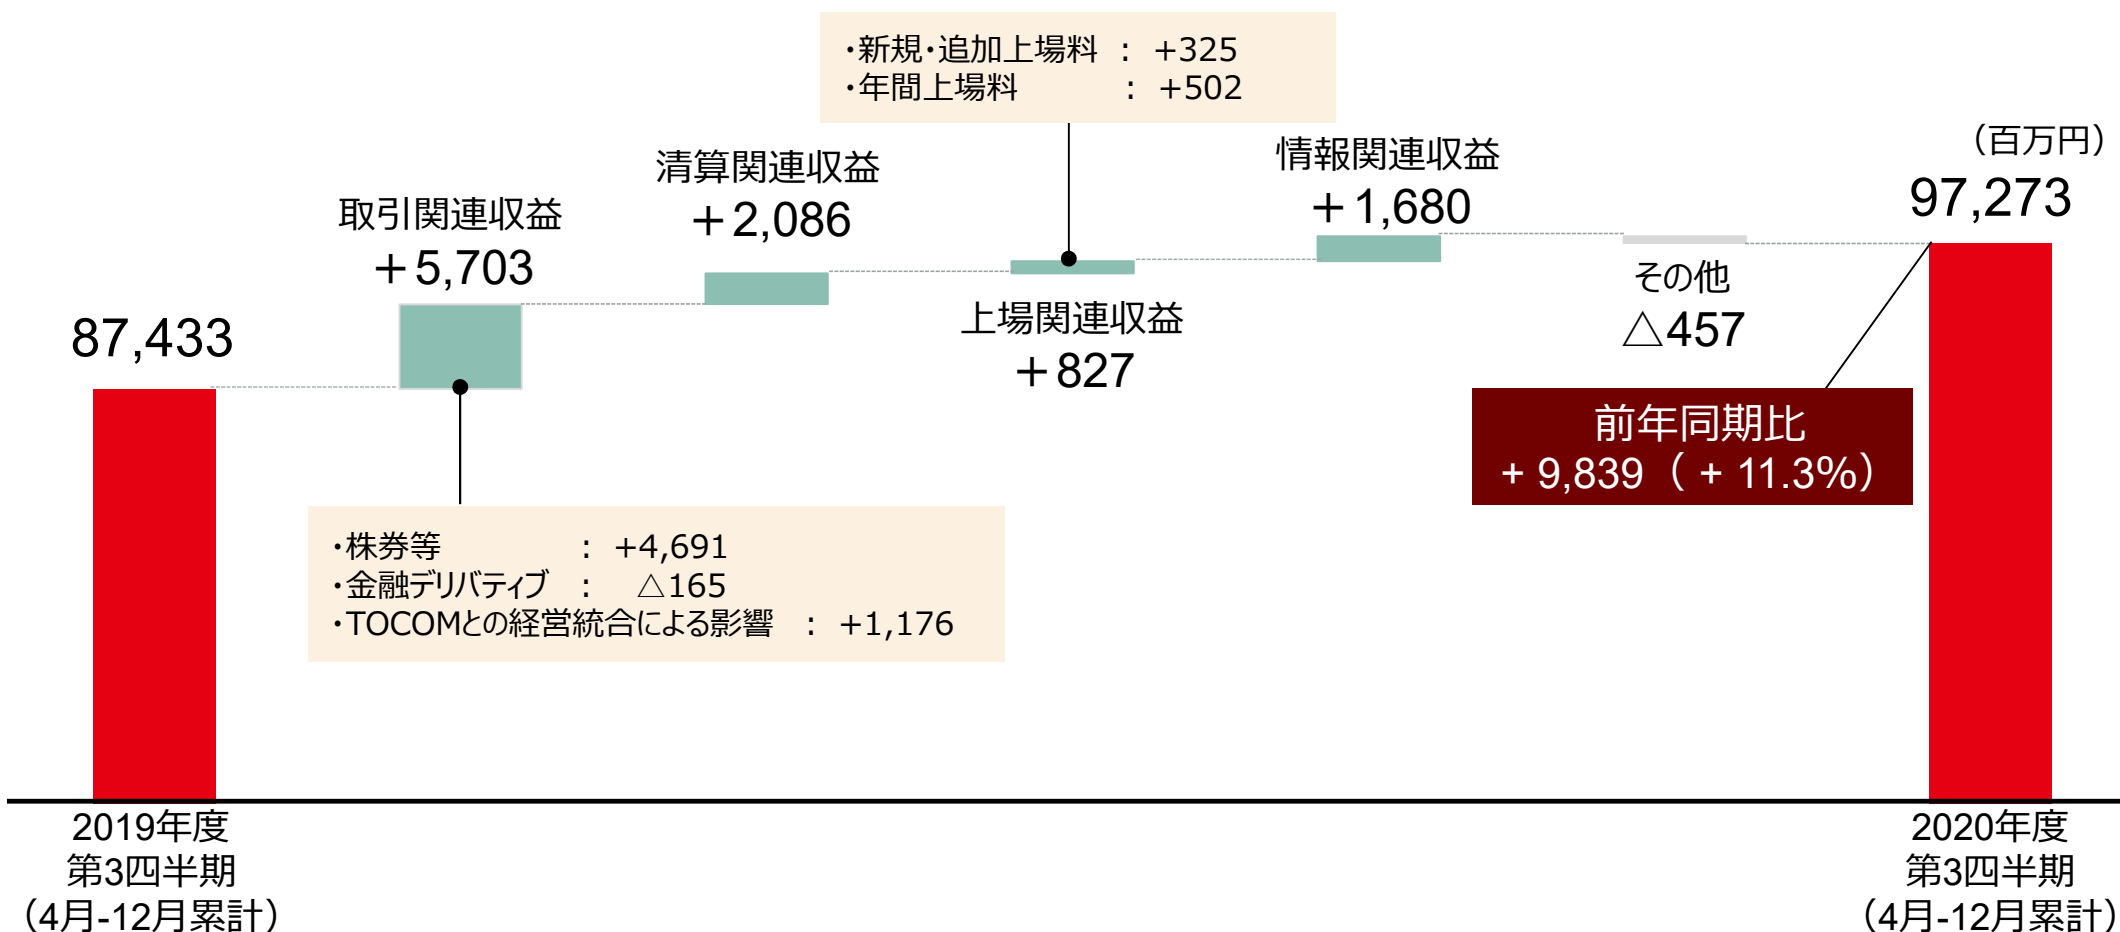 ・新規・追加上場料 : +325
・年間上場料 : +502
（百万円）
清算関連収益
＋2,086
情報関連収益
＋1,680
97,273
取引関連収益
＋5,703
その他
△457
上場関連収益
＋827
87,433
前年同期比
+ 9,839（ + 11.3%）
・株券等 : +4,691
・金融デリバティブ : △165
・TOCOMとの経営統合による影響 : +1,176
2019年度
第3四半期
（4月-12月累計）
2020年度
第3四半期
（4月-12月累計）